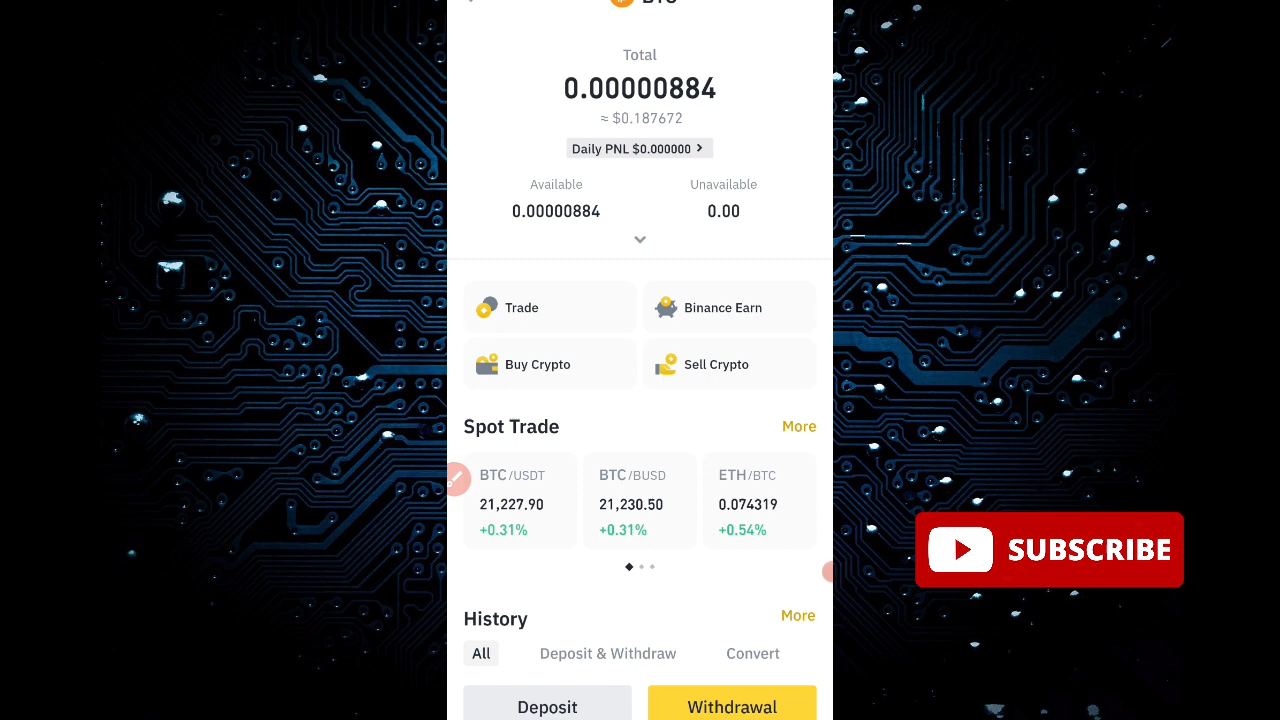 BTC
Total
0.00000884
≈ $0.187672
Daily PNL $0.000000 >
Available Unavailable
0.00000884 0.00
Trade Binance Earn
Buy Crypto Sell Crypto
Spot Trade More
BTC/USDT BTC/BUSD ETH/BTC
21,227.90 21,230.50 0.074319
+0.31% +0.31% +0.54%
SUBSCRIBE
History More
All Deposit & Withdraw Convert
Deposit Withdrawal